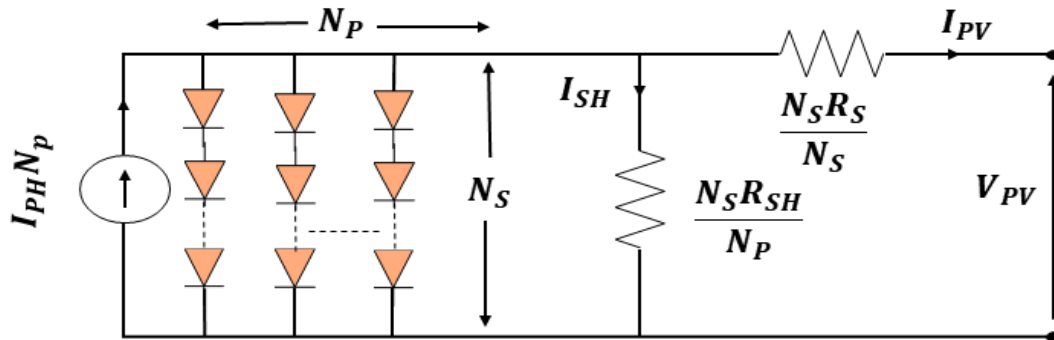 N_P
I_PV
I_SH
N_S R_S
N_S
I_PH N_p
N_S
N_S R_SH
N_P
V_PV